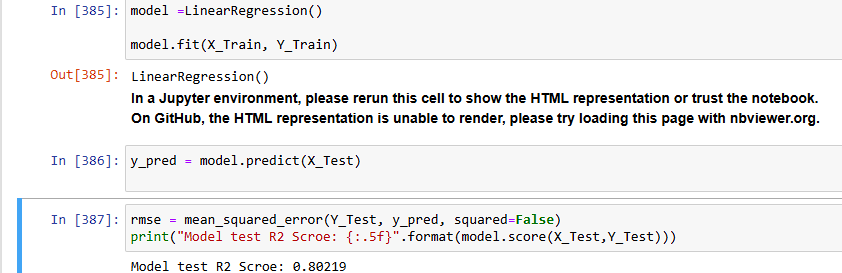 In [385]: model =LinearRegression()
model.fit(X_Train, Y_Train)
Out[385]: LinearRegression()
In a Jupyter environment, please rerun this cell to show the HTML representation or trust the notebook.
On GitHub, the HTML representation is unable to render, please try loading this page with nbviewer.org.
In [386]: y_pred = model.predict(X_Test)
In [387]: rmse = mean_squared_error(Y_Test, y_pred, squared=False)
print("Model test R2 Scroe: {:.5f}".format(model.score(X_Test,Y_Test)))
Model test R2 Scroe: 0.80219